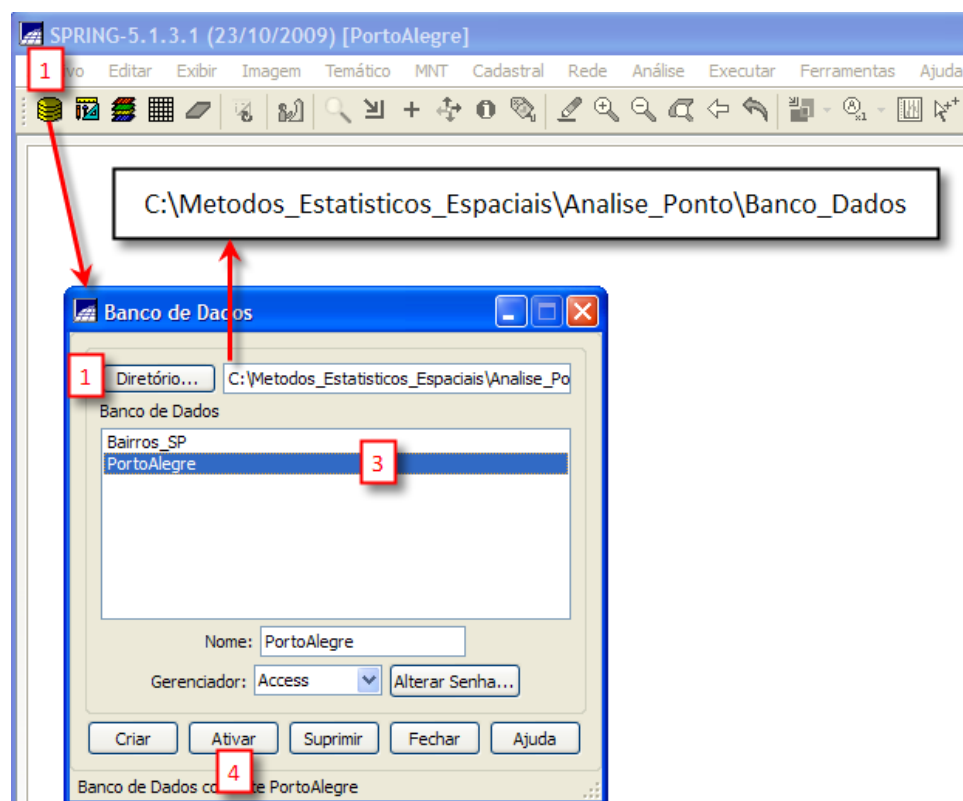 SPRING-5.1.3.1 (23/10/2009) [PortoAlegre]
1 Editar Exibir Imagem Temático MNT Cadastral Rede Análise Executar Ferramentas Ajuda
C:\Metodos_Estatisticos_Espaciais\Analise_Ponto\Banco_Dados
Banco de Dados
1 Diretório... C:\Metodos_Estatisticos_Espaciais\Analise_Po
Banco de Dados
Bairros_SP
PortoAlegre 3
Nome: PortoAlegre
Gerenciador: Access Alterar Senha...
Criar Ativar Suprimir Fechar Ajuda
4
Banco de Dados PortoAlegre